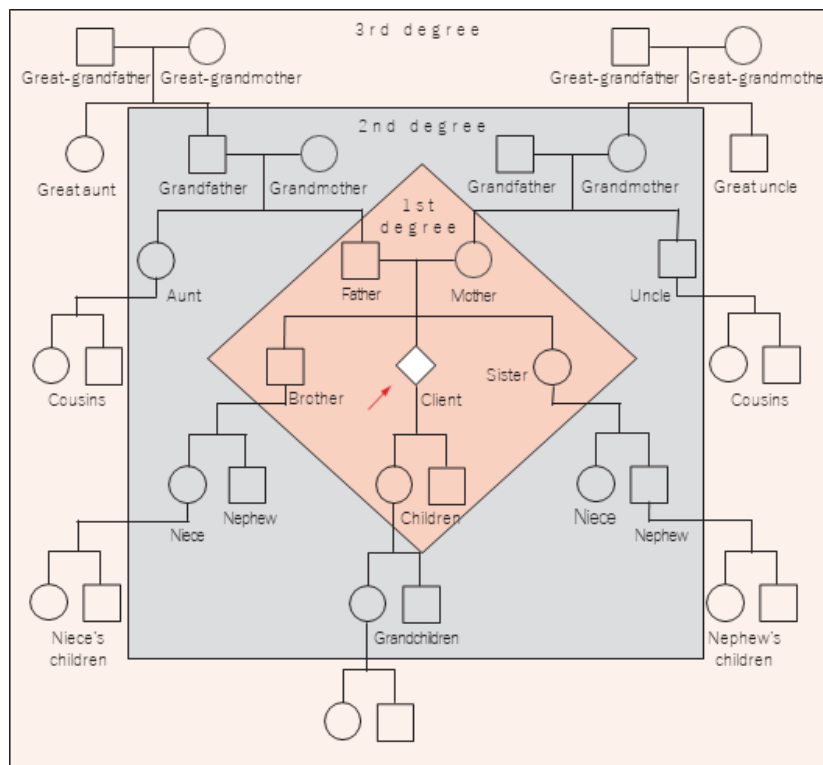 3rd degree
Great-grandfather Great-grandmother Great-grandfather Great-grandmothe
2nd degree
Great aunt Grandfather Grandmother Grandfather Grandmother Great uncle
1st
degree
Aunt Father Mother Uncle
Cousins Brother Client Sister Cousins
Niece Nephew Children Niece Nephew
Niece's
children
Grandchildren
Nephew's
children